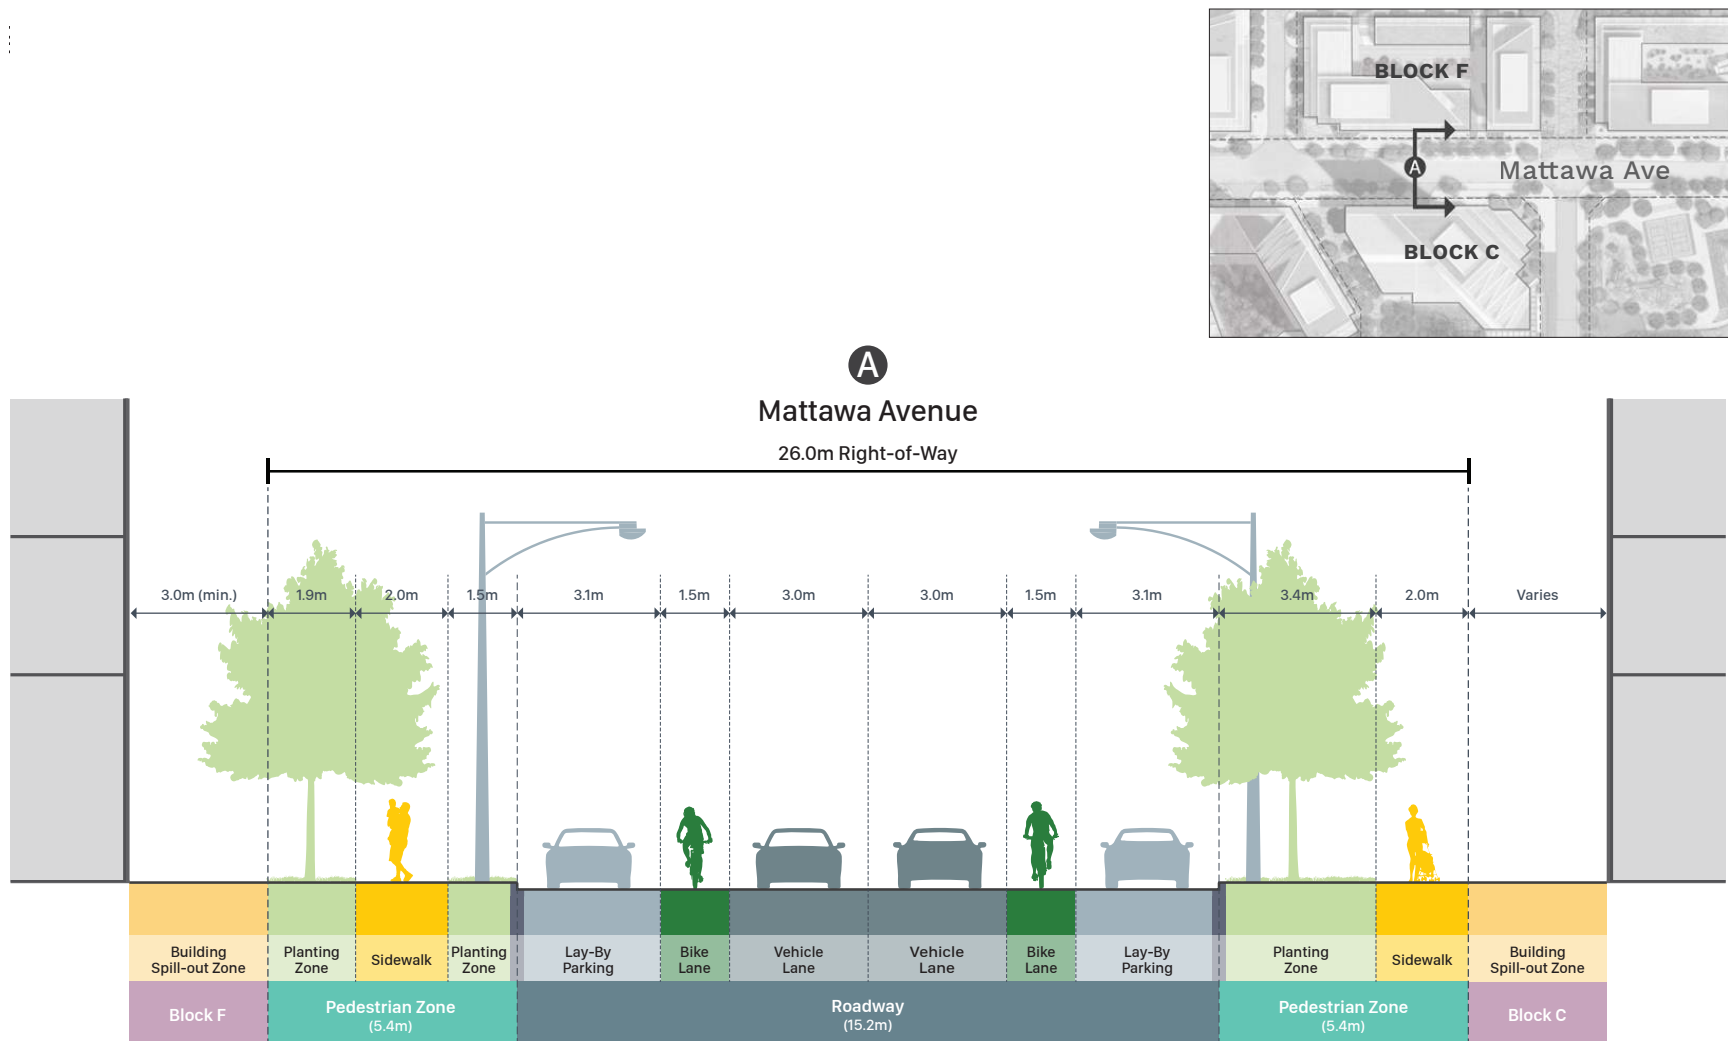 BLOCK F
A
Mattawa Ave
BLOCK C
A
Mattawa Avenue
26.0m Right-of-Way
3.0m (min.)
1.9m
2.0m
1.5m
3.1m
1.5m
3.0m
3.0m
1.5m
3.1m
3.4m
2.0m
Varies
Building
Spill-out Zone
Planting
Zone
Sidewalk
Planting
Zone
Lay-By
Parking
Bike
Lane
Vehicle
Lane
Vehicle
Lane
Bike
Lane
Lay-By
Parking
Planting
Zone
Sidewalk
Building
Spill-out Zone
Block F
Pedestrian Zone
(5.4m)
Roadway
(15.2m)
Pedestrian Zone
(5.4m)
Block C